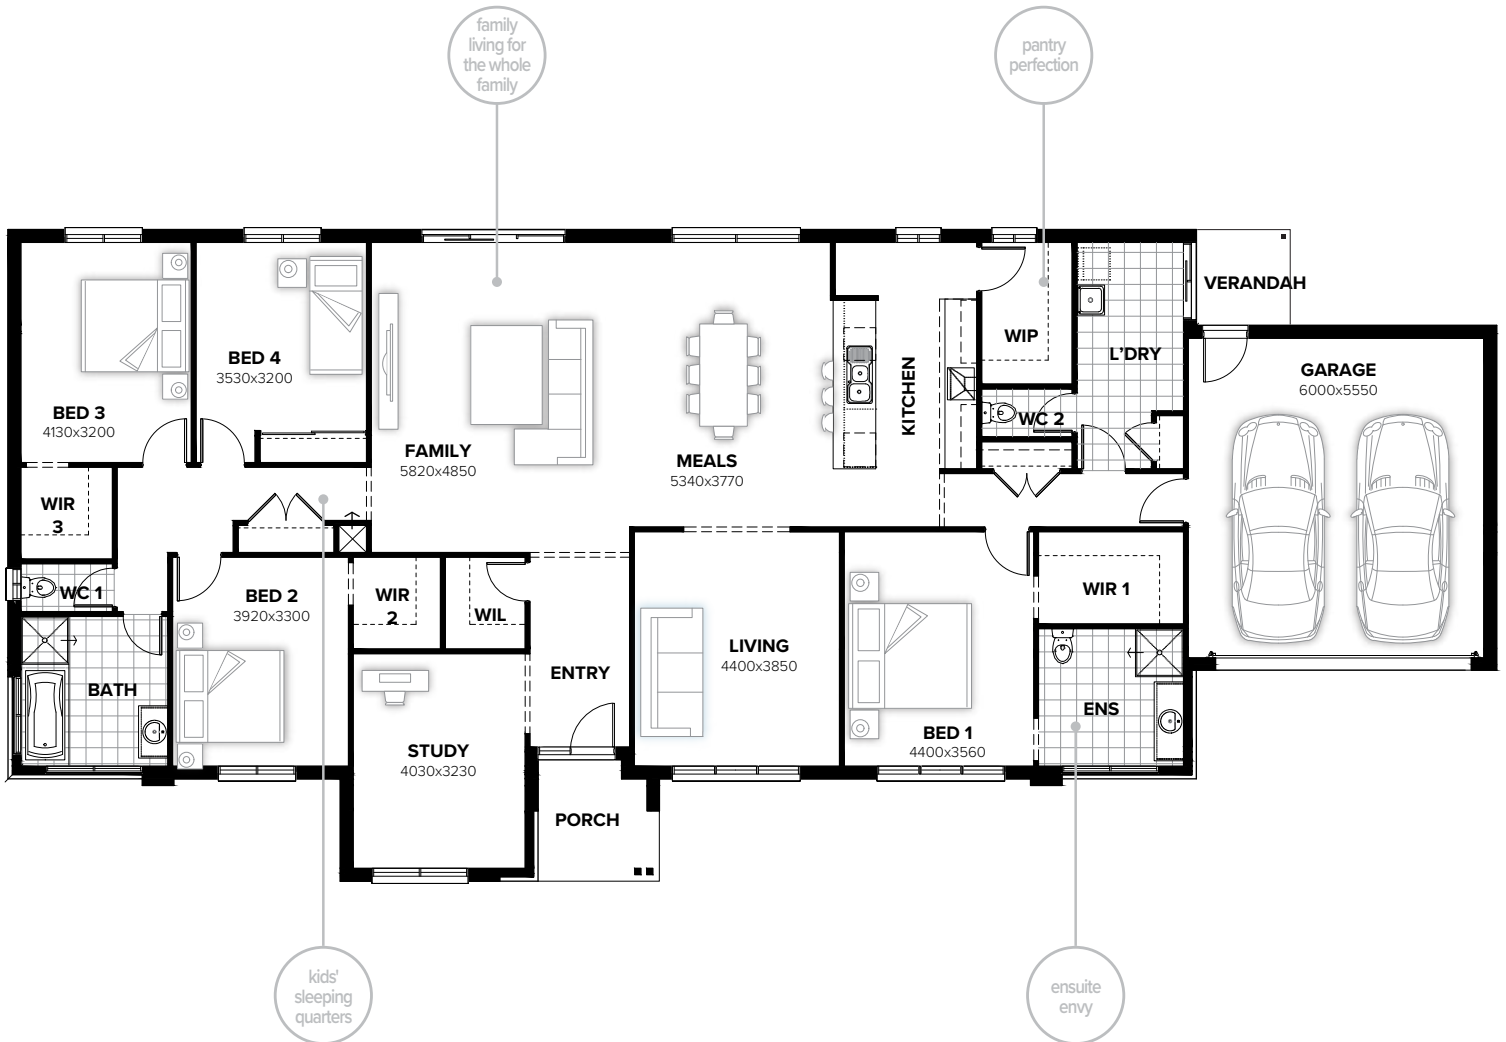 family
living for
the whole
family
pantry
perfection
VERANDAH
BED 3
4130x3200
BED 4
3530x3200
FAMILY
5820x4850
MEALS
5340x3770
KITCHEN
WIP
L'DRY
WC 2
GARAGE
6000x5550
WIR
3
WC 1
BATH
BED 2
3920x3300
WIR
2
WIL
ENTRY
STUDY
4030x3230
PORCH
LIVING
4400x3850
BED 1
4400x3560
WIR 1
ENS
kids'
sleeping
quarters
ensuite
envy